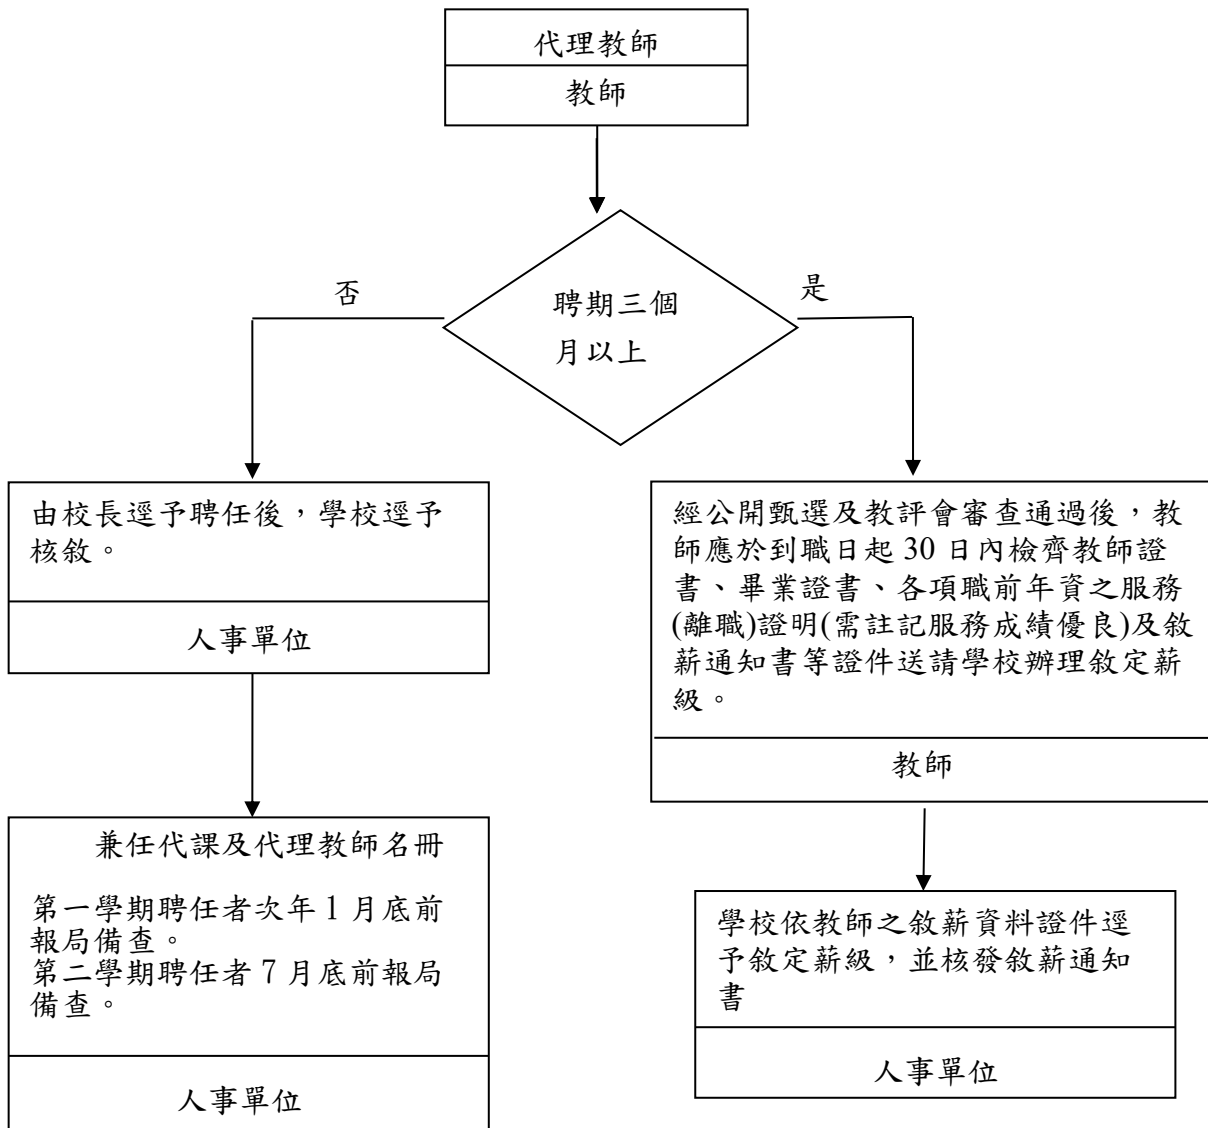 代理教師
教師
否
聘期三個
月以上
是
由校長逕予聘任後，學校逕予
核敘。
人事單位
經公開甄選及教評會審查通過後，教
師應於到職日起 30 日內檢齊教師證
書、畢業證書、各項職前年資之服務
(離職)證明(需註記服務成績優良)及敘
薪通知書等證件送請學校辦理敘定薪
級。
教師
兼任代課及代理教師名冊
第一學期聘任者次年 1 月底前
報局備查。
第二學期聘任者 7 月底前報局
備查。
人事單位
學校依教師之敘薪資料證件逕
予敘定薪級，並核發敘薪通知
書
人事單位